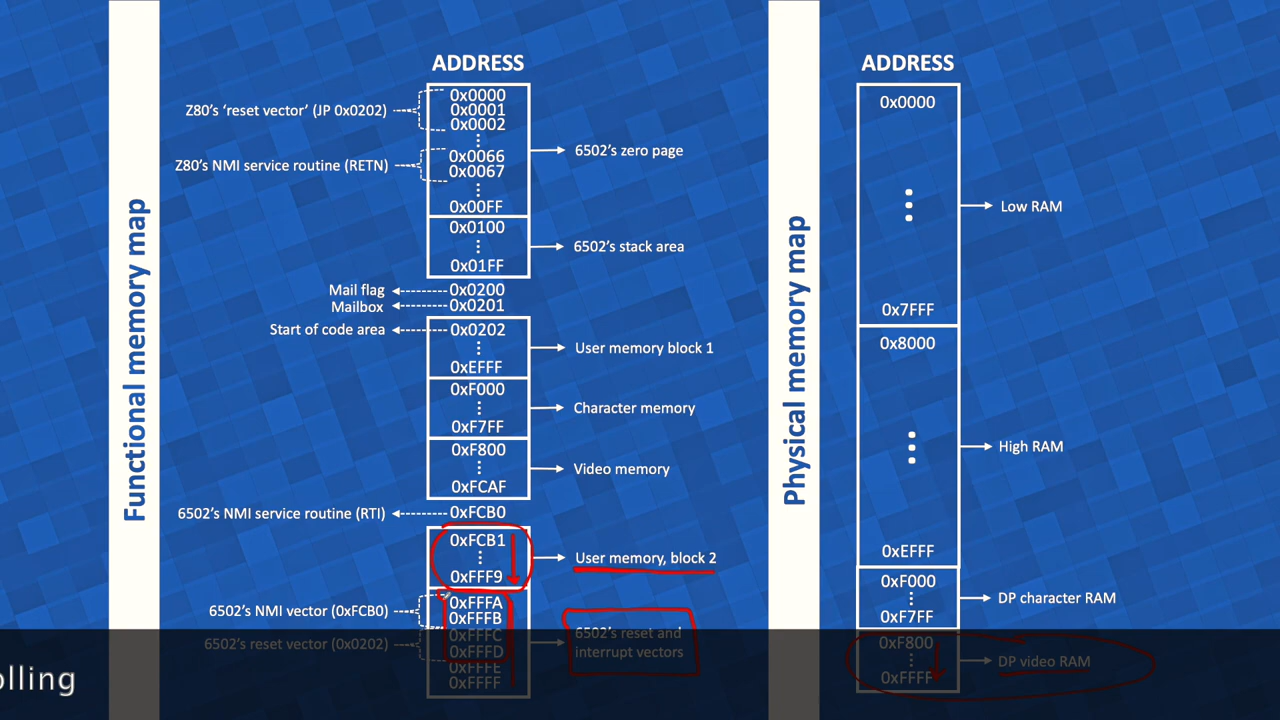 Functional memory map
ADDRESS
Z80's 'reset vector' (JP 0x0202)
0x0000
0x0001
0x0002
Z80's NMI service routine (RETN)
0x0066
0x0067
0x00FF
6502's zero page
0x0100
0x01FF
6502's stack area
Mail flag
0x0200
Mailbox
0x0201
Start of code area
0x0202
0xEFFF
User memory block 1
0xF000
0xF7FF
Character memory
0xF800
0xFCAF
Video memory
6502's NMI service routine (RTI)
0xFCB0
0xFCB1
0xFFF9
User memory, block 2
6502's NMI vector (0xFCB0)
0xFFFA
0xFFFB
6502's reset vector (0x0202)
0xFFFC
0xFFFD
0xFFFE
0xFFFF
6502's reset and
interrupt vectors
Physical memory map
ADDRESS
0x0000
0x7FFF
Low RAM
0x8000
0xEFFF
High RAM
0xF000
0xF7FF
DP character RAM
0xF800
0xFFFF
DP video RAM
olling